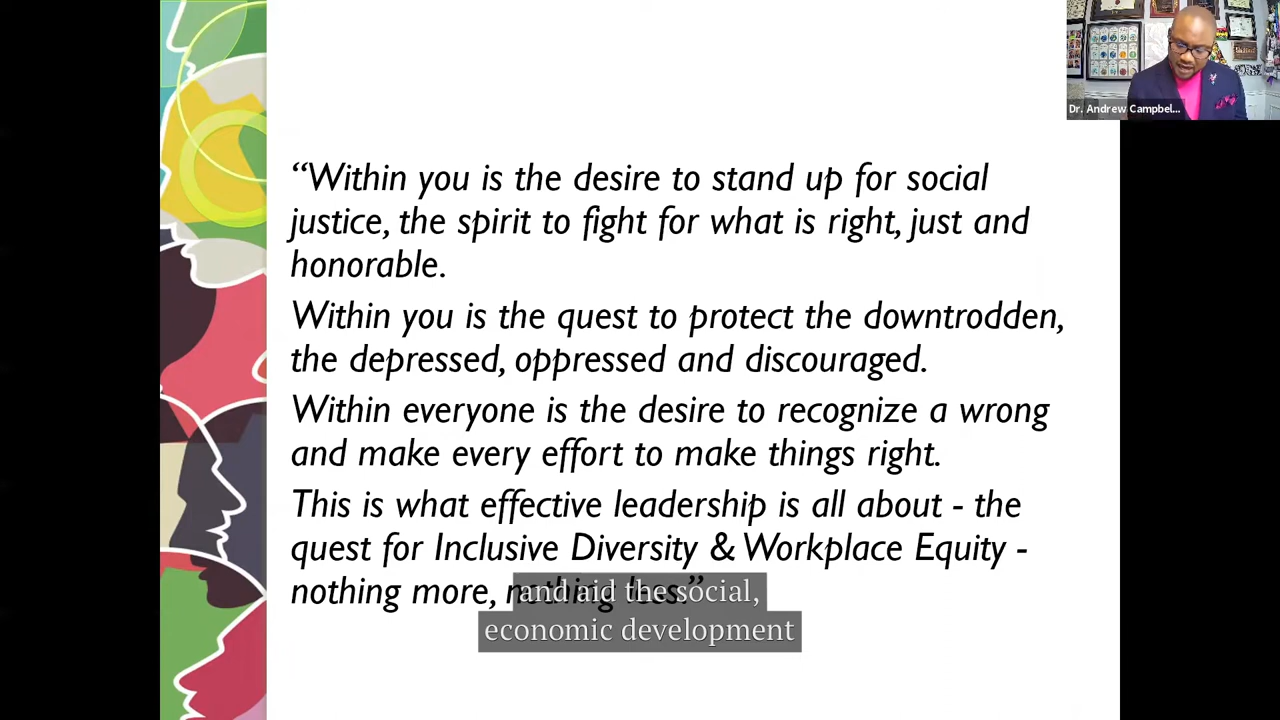 Dr. Andrew Campbel...
“Within you is the desire to stand up for social
justice, the spirit to fight for what is right, just and
honorable.
Within you is the quest to protect the downtrodden,
the depressed, oppressed and discouraged.
Within everyone is the desire to recognize a wrong
and make every effort to make things right.
This is what effective leadership is all about - the
quest for Inclusive Diversity & Workplace Equity -
nothing more, nothing less.”
and aid the social,
economic development